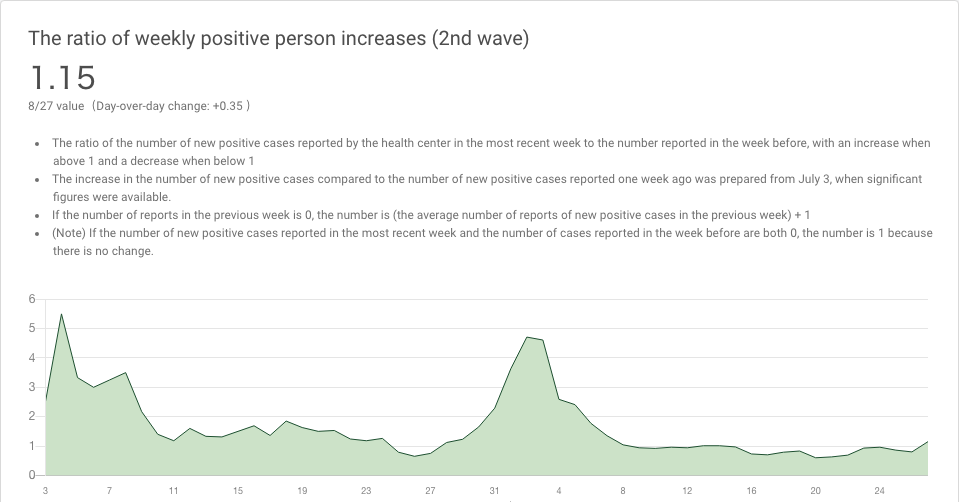 The ratio of weekly positive person increases (2nd wave)
1.15
8/27 value（Day-over-day change: +0.35 )
• The ratio of the number of new positive cases reported by the health center in the most recent week to the number reported in the week before, with an increase when
above 1 and a decrease when below 1
• The increase in the number of new positive cases compared to the number of new positive cases reported one week ago was prepared from July 3, when significant
figures were available.
• If the number of reports in the previous week is 0, the number is (the average number of reports of new positive cases in the previous week) + 1
• (Note) If the number of new positive cases reported in the most recent week and the number of cases reported in the week before are both 0, the number is 1 because
there is no change.
6
5
4
3
2
1
0
3 7 11 15 19 23 27 31 4 8 12 16 20 24